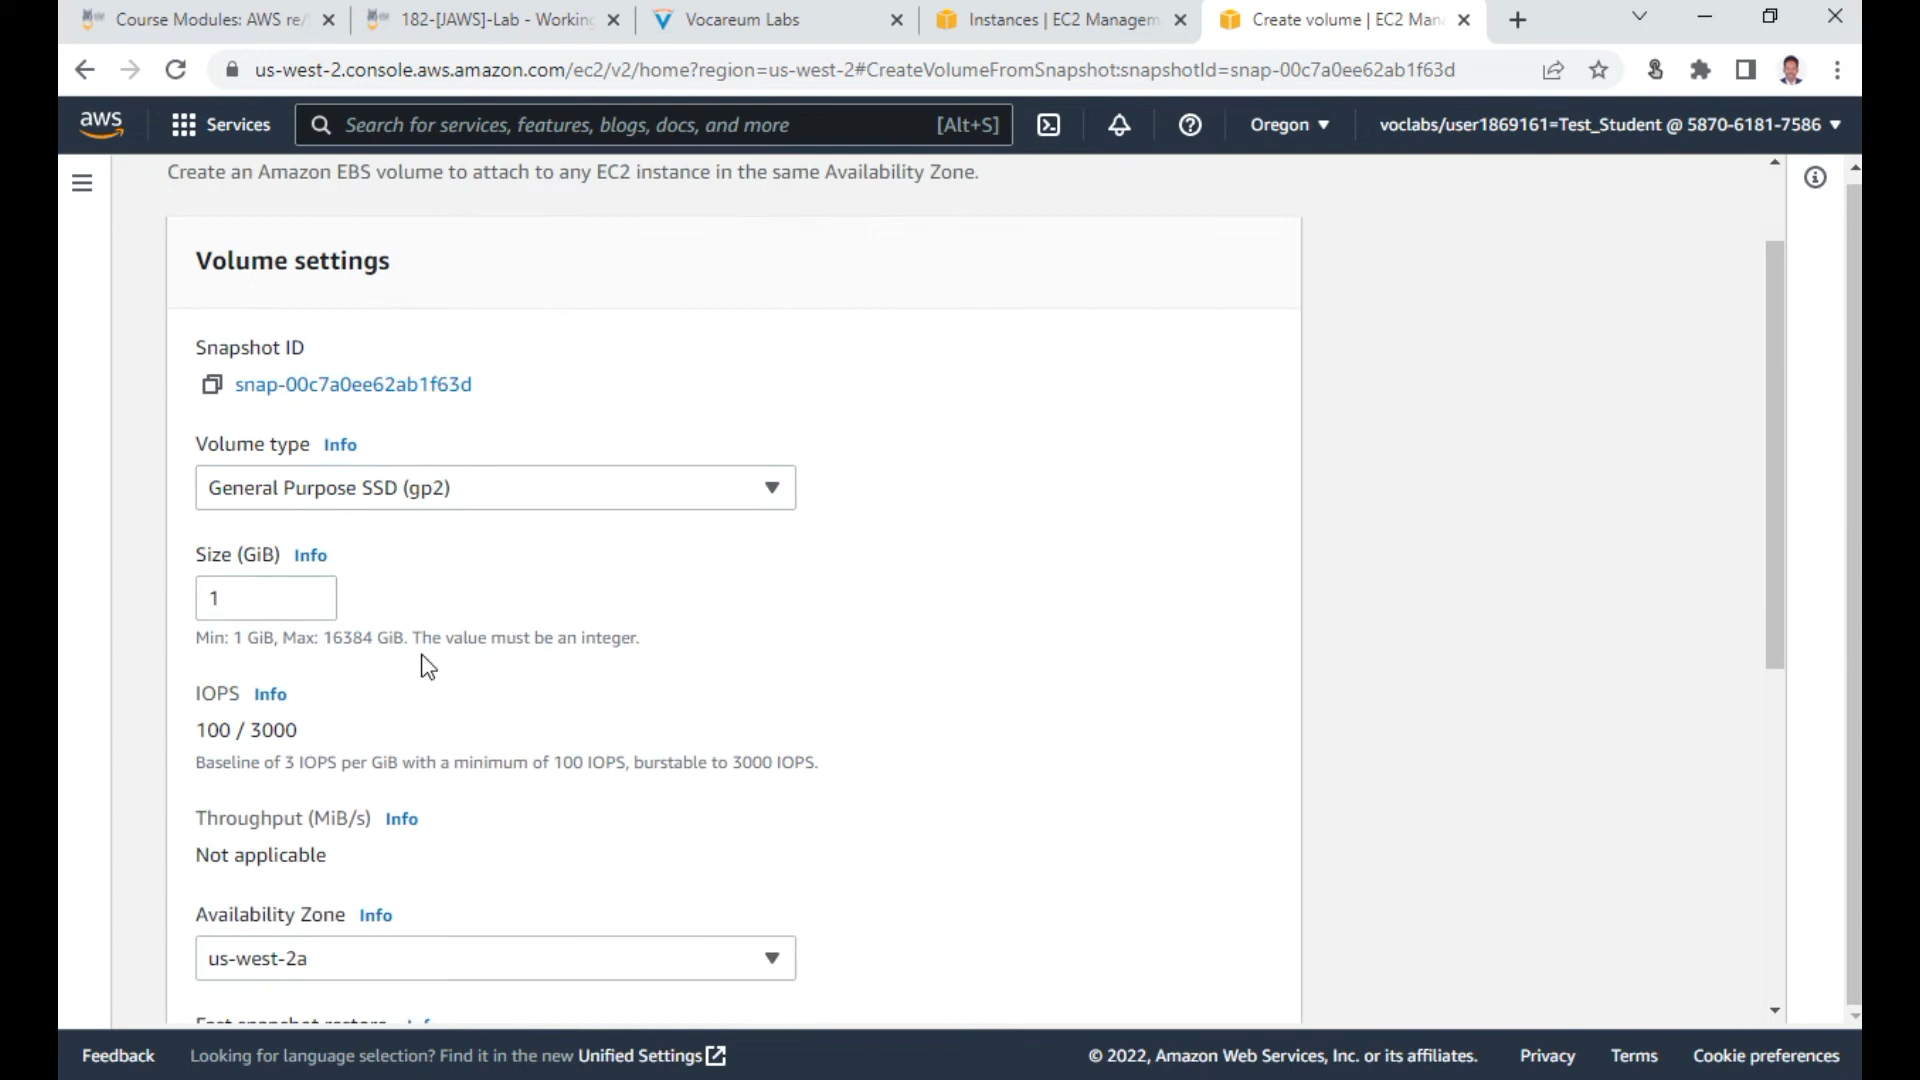 Course Modules: AWS re/
182-[JAWS]-Lab - Working
Vocareum Labs
Instances | EC2 Managem
Create volume | EC2 Man
us-west-2.console.aws.amazon.com/ec2/v2/home?region=us-west-2#CreateVolumeFromSnapshot:snapshotId=snap-00c7a0ee62ab1f63d
aws
Services
Search for services, features, blogs, docs, and more
[Alt+S]
Oregon
voclabs/user1869161=Test_Student @ 5870-6181-7586
Create an Amazon EBS volume to attach to any EC2 instance in the same Availability Zone.
Volume settings
Snapshot ID
snap-00c7a0ee62ab1f63d
Volume type Info
General Purpose SSD (gp2)
Size (GiB) Info
1
Min: 1 GiB, Max: 16384 GiB. The value must be an integer.
IOPS Info
100 / 3000
Baseline of 3 IOPS per GiB with a minimum of 100 IOPS, burstable to 3000 IOPS.
Throughput (MiB/s) Info
Not applicable
Availability Zone Info
us-west-2a
Feedback
Looking for language selection? Find it in the new Unified Settings
© 2022, Amazon Web Services, Inc. or its affiliates.
Privacy
Terms
Cookie preferences